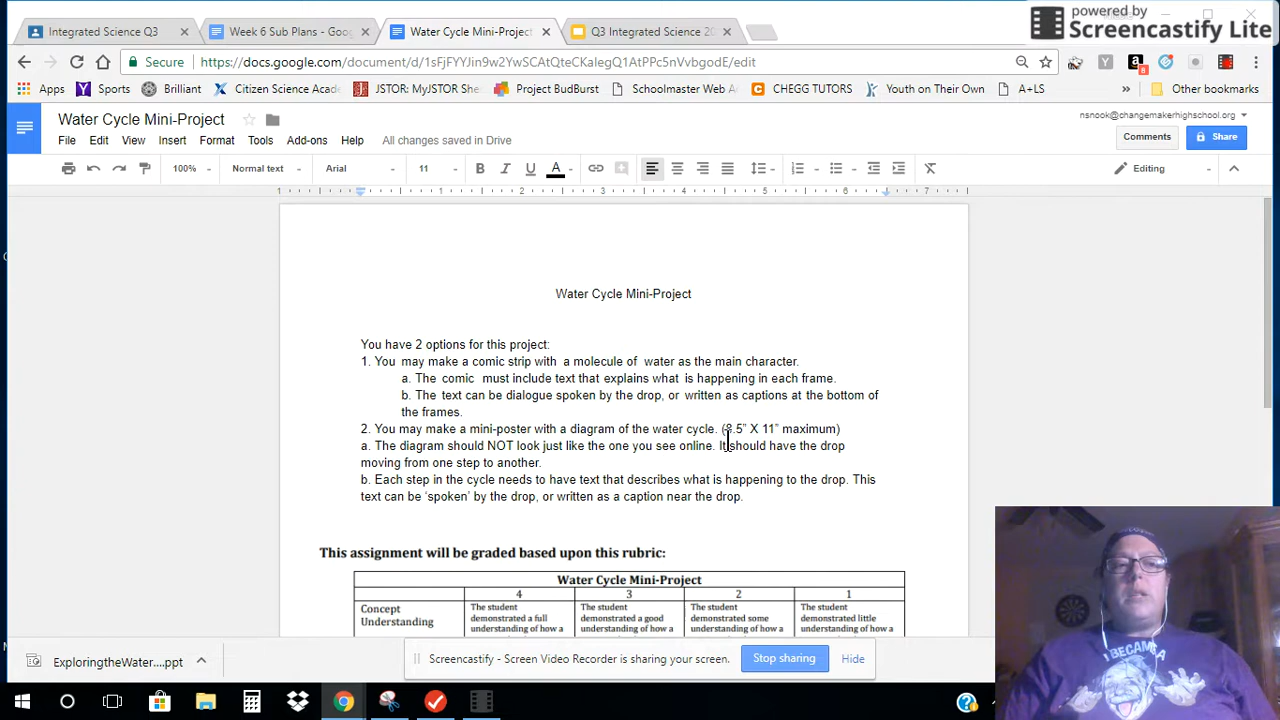 powered by
Screencastify Lite
Integrated Science Q3
Week 6 Sub Plans - Goo
Water Cycle Mini-Project
Q3 Integrated Science 20
Secure https://docs.google.com/document/d/1sFjFYYIn9w2YwCAtQteCKalegQ1AtPPc5nVvbgodE/edit
Apps Sports Brilliant Citizen Science Aca JSTOR: MyJSTOR She Project BudBurst Schoolmaster Web A CHEGG TUTORS Youth on Their Own A+LS » Other bookmarks
Water Cycle Mini-Project
nsnook@changemakerhighschool.org
File Edit View Insert Format Tools Add-ons Help All changes saved in Drive
Comments Share
100% Normal text Arial 11 B I U A Editing
1 1 2 3 4 5 6 7
Water Cycle Mini-Project
You have 2 options for this project:
1. You may make a comic strip with a molecule of water as the main character.
a. The comic must include text that explains what is happening in each frame.
b. The text can be dialogue spoken by the drop, or written as captions at the bottom of
the frames.
2. You may make a mini-poster with a diagram of the water cycle. (8.5” X 11” maximum)
a. The diagram should NOT look just like the one you see online. It should have the drop
moving from one step to another.
b. Each step in the cycle needs to have text that describes what is happening to the drop. This
text can be ‘spoken’ by the drop, or written as a caption near the drop.
This assignment will be graded based upon this rubric:
Water Cycle Mini-Project
4 3 2 1
Concept
Understanding
The student
demonstrated a full
understanding of how a
The student
demonstrated a good
understanding of how a
The student
demonstrated some
understanding of how a
The student
demonstrated little
understanding of how a
I BECAME A
ExploringtheWater....ppt
Screencastify - Screen Video Recorder is sharing your screen.
Stop sharing
Hide